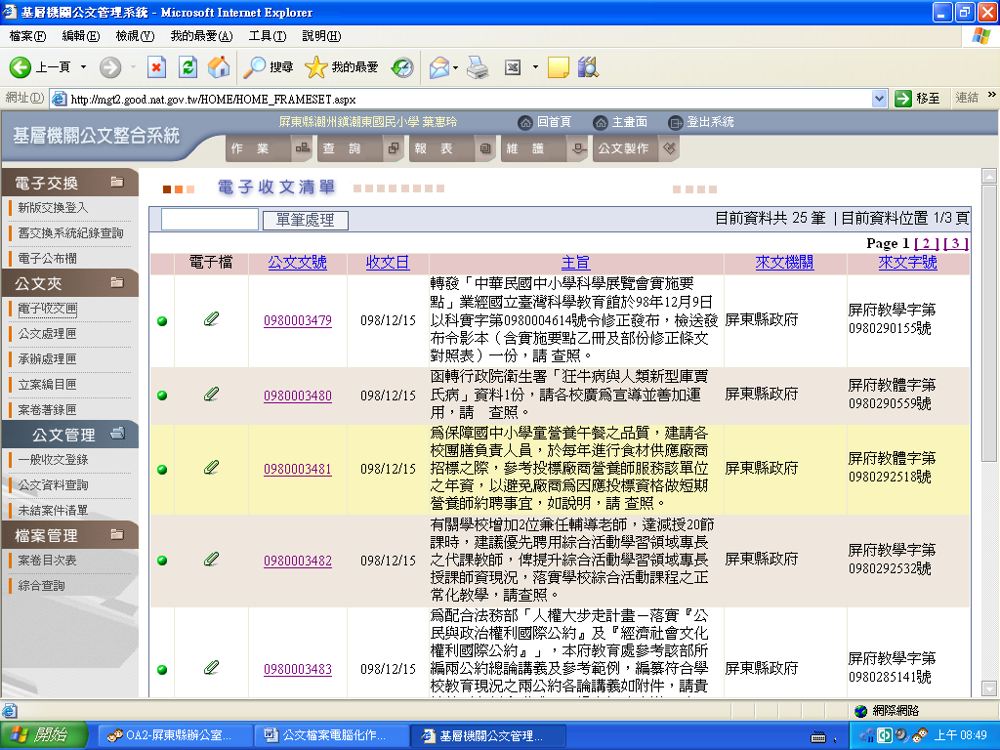 基層機關公文管理系統 - Microsoft Internet Explorer
檔案(F) 編輯(E) 檢視(V) 我的最愛(A) 工具(T) 說明(H)
上一頁 搜尋 我的最愛
網址(D) http://mgt2.good.nat.gov.tw/HOME/HOME_FRAMESET.aspx 移至 連結 »
基層機關公文整合系統
屏東縣潮州鎮潮東國民小學 葉惠玲 回首頁 主畫面 登出系統
作 業 查 詢 報 表 維 護 公文製作
電子交換
新版交換登入
舊交換系統紀錄查詢
電子公布欄
公文夾
電子收文匣
公文處理匣
承辦處理匣
立案編目匣
案卷著錄匣
公文管理
一般收文登錄
公文資料查詢
未結案件清單
檔案管理
案卷目次表
綜合查詢
電子收文清單
單筆處理 目前資料共 25 筆 | 目前資料位置 1/3 頁
Page 1 [ 2 ] [ 3 ]
電子檔 公文文號 收文日 主旨 來文機關 來文字號
0980003479 098/12/15
轉發「中華民國中小學科學展覽會實施要
點」業經國立臺灣科學教育館於98年12月9日
以科實字第0980004614號令修正發布，檢送發
布令影本（含實施要點乙冊及部份修正條文
對照表）一份，請 查照。
屏東縣政府
屏府教學字第
0980290155號
0980003480 098/12/15
函轉行政院衛生署「狂牛病與人類新型庫賈
氏病」資料1份，請各校廣為宣導並善加運
用，請　查照。
屏東縣政府
屏府教體字第
0980290559號
0980003481 098/12/15
為保障國中小學童營養午餐之品質，建請各
校團膳負責人員，於每年進行食材供應廠商
招標之際，參考投標廠商營養師服務該單位
之年資，以避免廠商為因應投標資格做短期
營養師約聘事宜，如說明，請 查照。
屏東縣政府
屏府教體字第
0980292518號
0980003482 098/12/15
有關學校增加2位兼任輔導老師，達減授20節
課時，建議優先聘用綜合活動學習領域專長
之代課教師，俾提升綜合活動學習領域專長
授課師資現況，落實學校綜合活動課程之正
常化教學，請查照。
屏東縣政府
屏府教學字第
0980292532號
0980003483 098/12/15
為配合法務部「人權大步走計畫－落實『公
民與政治權利國際公約』及『經濟社會文化
權利國際公約』」，本府教育處參考該部所
編兩公約總論講義及參考範例，編纂符合學
校教育現況之兩公約各論講義如附件，請貴
屏東縣政府
屏府教學字第
0980285141號
網際網路
開始 OA2-屏東縣辦公室... 公文檔案電腦化作... 基層機關公文管理... 上午 08:49